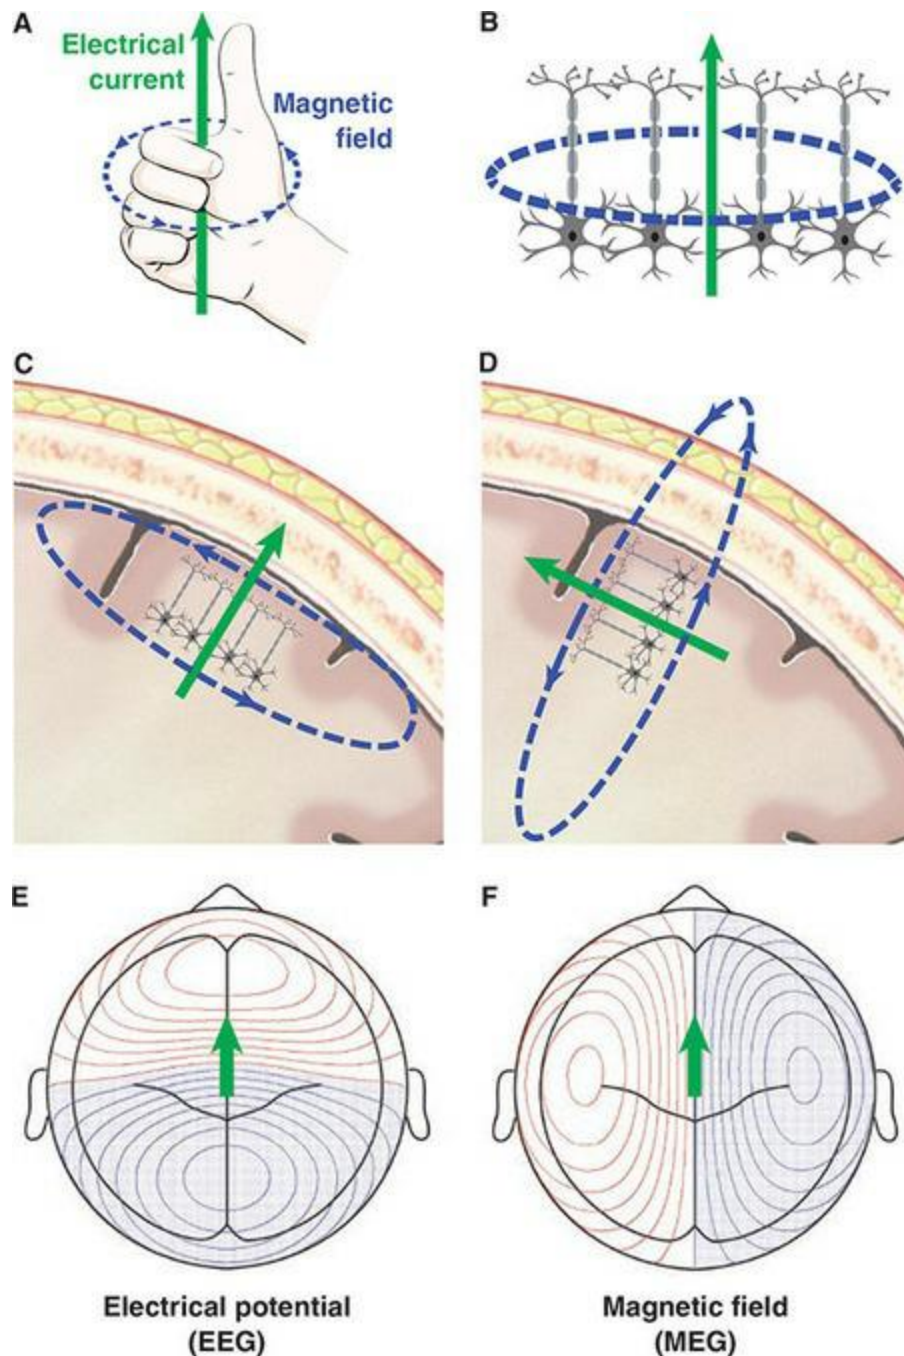 A
Electrical
current
Magnetic
field
B
C
D
E
F
Electrical potential
(EEG)
Magnetic field
(MEG)